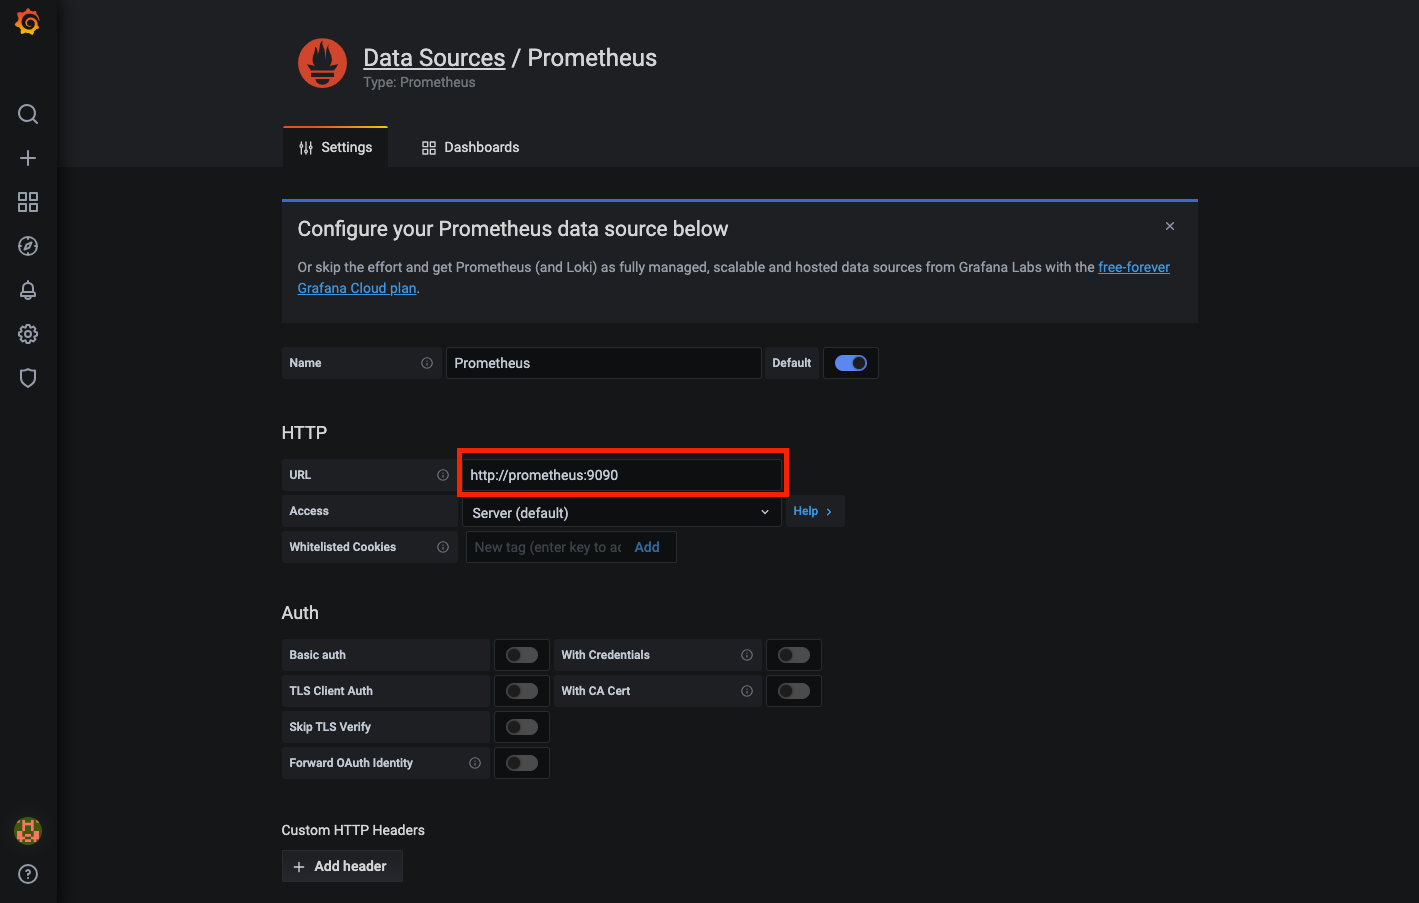 Data Sources / Prometheus
Type: Prometheus
Settings
Dashboards
Configure your Prometheus data source below
Or skip the effort and get Prometheus (and Loki) as fully managed, scalable and hosted data sources from Grafana Labs with the free-forever
Grafana Cloud plan.
Name
Prometheus
Default
HTTP
URL
http://prometheus:9090
Access
Server (default)
Help
Whitelisted Cookies
New tag (enter key to ac
Add
Auth
Basic auth
With Credentials
TLS Client Auth
With CA Cert
Skip TLS Verify
Forward OAuth Identity
Custom HTTP Headers
Add header